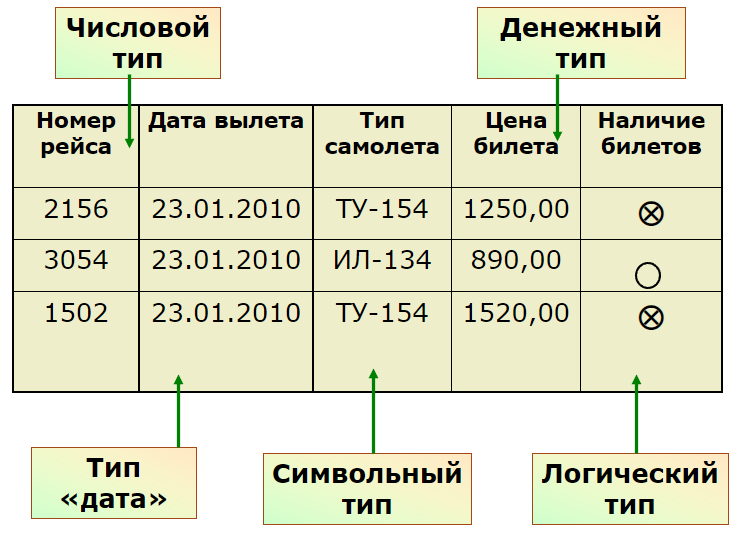 Числовой
тип
Денежный
тип
Номер
рейса
Дата вылета
Тип
самолета
Цена
билета
Наличие
билетов
2156 23.01.2010 ТУ-154 1250,00
3054 23.01.2010 ИЛ-134 890,00
1502 23.01.2010 ТУ-154 1520,00
Тип
«дата»
Символьный
тип
Логический
тип